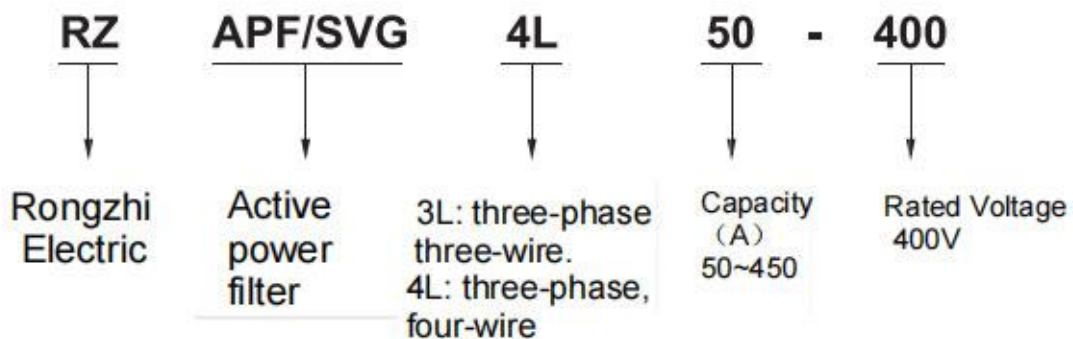 RZ APF/SVG 4L 50 - 400
Rongzhi
Electric
Active
power
filter
3L: three-phase
three-wire.
4L: three-phase,
four-wire
Capacity
（A）
50~450
Rated Voltage
400V